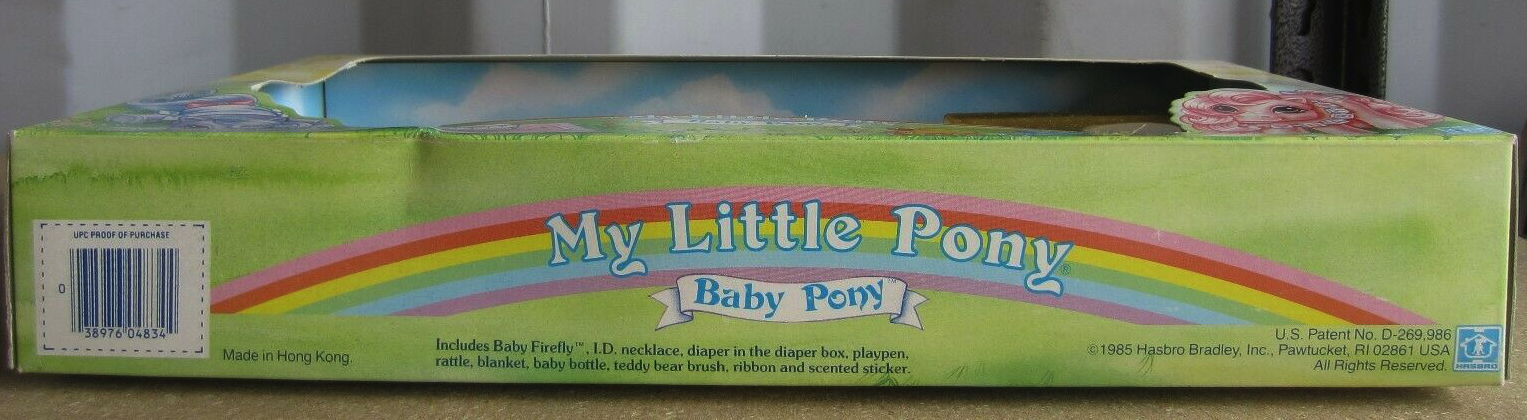 My Little Pony®
Baby Pony™
UPC PROOF OF PURCHASE
0
38976 04834
Made in Hong Kong.
Includes Baby Firefly™, I.D. necklace, diaper in the diaper box, playpen,
rattle, blanket, baby bottle, teddy bear brush, ribbon and scented sticker.
U.S. Patent No. D-269,986
©1985 Hasbro Bradley, Inc., Pawtucket, RI 02861 USA
All Rights Reserved.
HASBRO